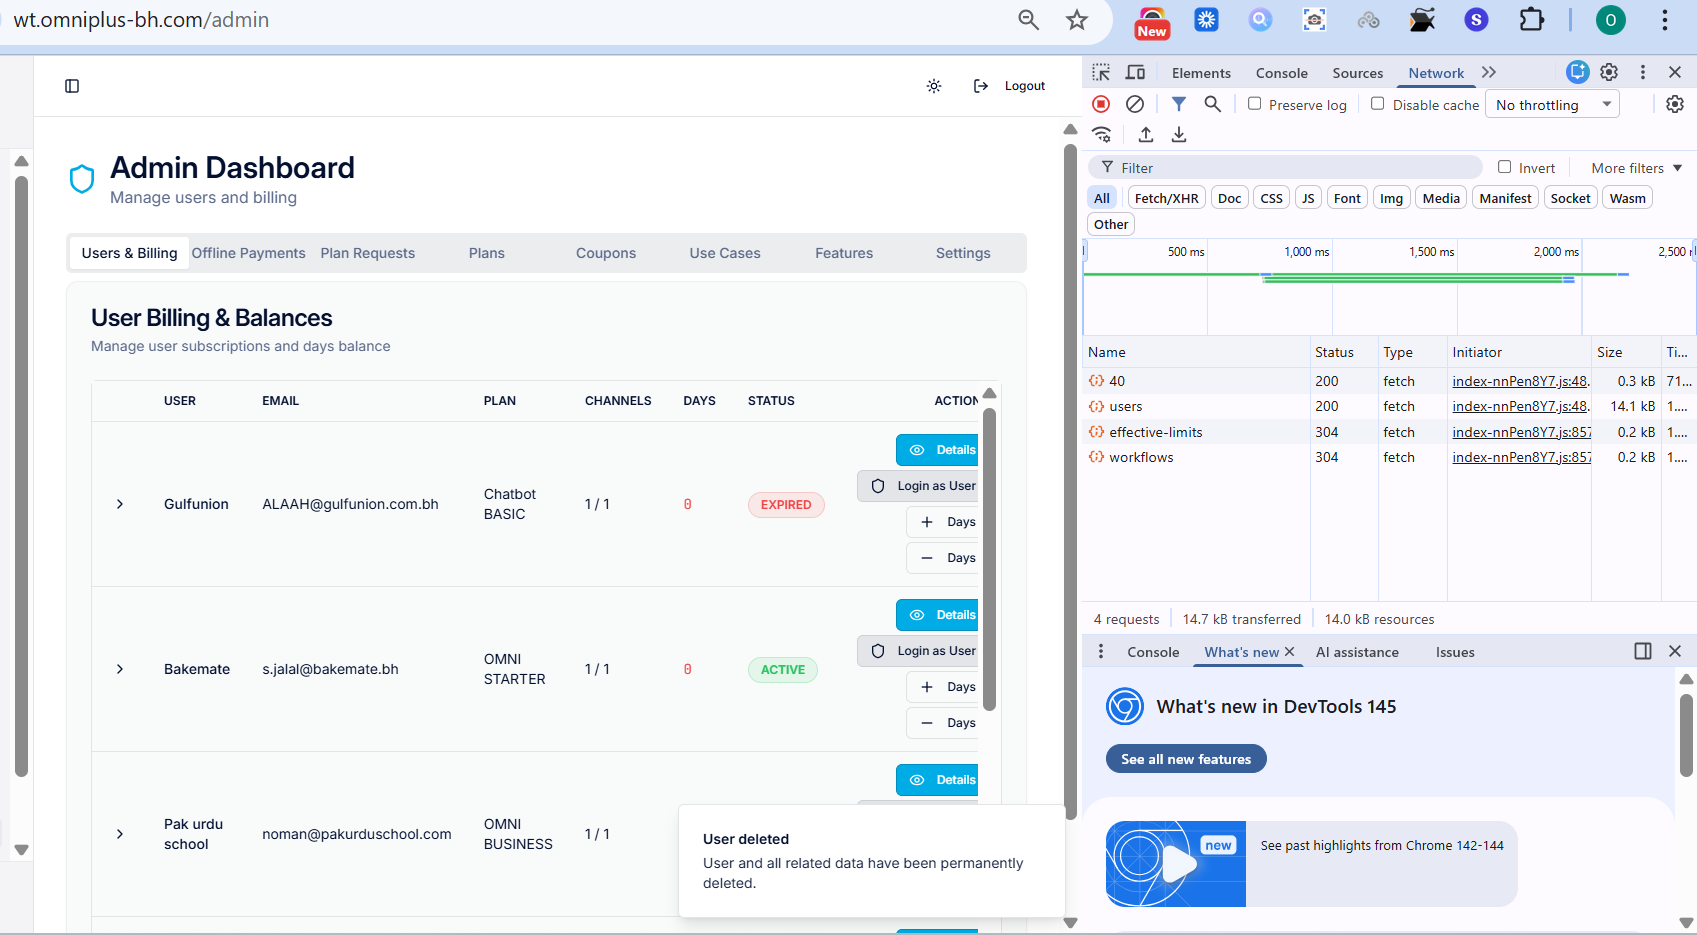 wt.omniplus-bh.com/admin
New
S
O
Logout
Admin Dashboard
Manage users and billing
Users & Billing
Offline Payments
Plan Requests
Plans
Coupons
Use Cases
Features
Settings
User Billing & Balances
Manage user subscriptions and days balance
USER EMAIL PLAN CHANNELS DAYS STATUS ACTION
Gulfunion ALAAH@gulfunion.com.bh Chatbot BASIC 1 / 1 0 EXPIRED
Details
Login as User
+ Days
− Days
Bakemate s.jalal@bakemate.bh OMNI STARTER 1 / 1 0 ACTIVE
Details
Login as User
+ Days
− Days
Pak urdu school noman@pakurduschool.com OMNI BUSINESS 1 / 1
Details
User deleted
User and all related data have been permanently
deleted.
Elements Console Sources Network
Preserve log Disable cache No throttling
Filter Invert More filters
All Fetch/XHR Doc CSS JS Font Img Media Manifest Socket Wasm
Other
500 ms 1,000 ms 1,500 ms 2,000 ms 2,500
Name Status Type Initiator Size Ti...
40 200 fetch index-nnPen8Y7.js:48. 0.3 kB 71...
users 200 fetch index-nnPen8Y7.js:48. 14.1 kB 1....
effective-limits 304 fetch index-nnPen8Y7.js:857 0.2 kB 1....
workflows 304 fetch index-nnPen8Y7.js:857 0.2 kB 1....
4 requests 14.7 kB transferred 14.0 kB resources
Console What's new AI assistance Issues
What's new in DevTools 145
See all new features
new
See past highlights from Chrome 142-144